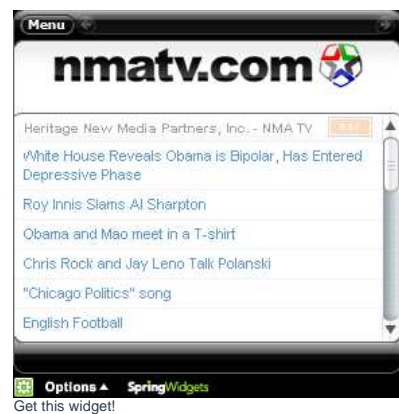 Menu
nmatv.com
Heritage New Media Partners, Inc. - NMA TV
White House Reveals Obama is Bipolar, Has Entered
Depressive Phase
Roy Innis Slams Al Sharpton
Obama and Mao meet in a T-shirt
Chris Rock and Jay Leno Talk Polanski
"Chicago Politics" song
English Football
Options
SpringWidgets
Get this widget!